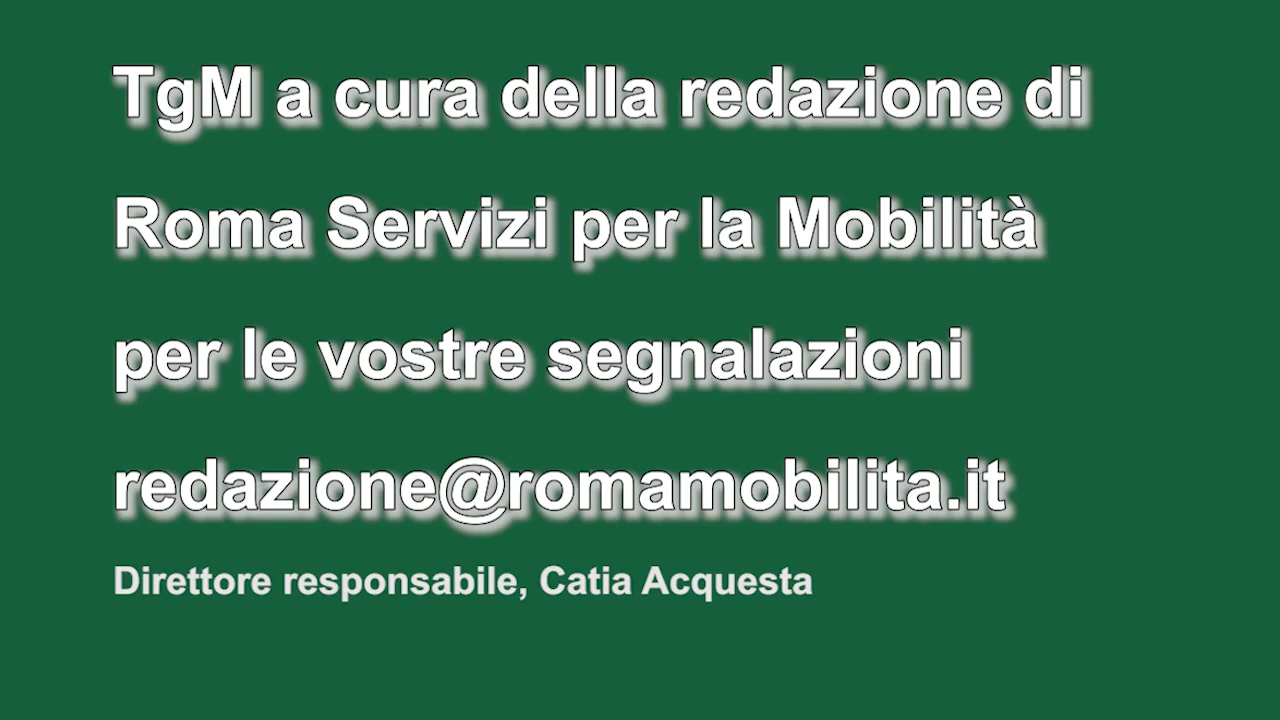 TgM a cura della redazione di
Roma Servizi per la Mobilità
per le vostre segnalazioni
redazione@romamobilita.it
Direttore responsabile, Catia Acquesta